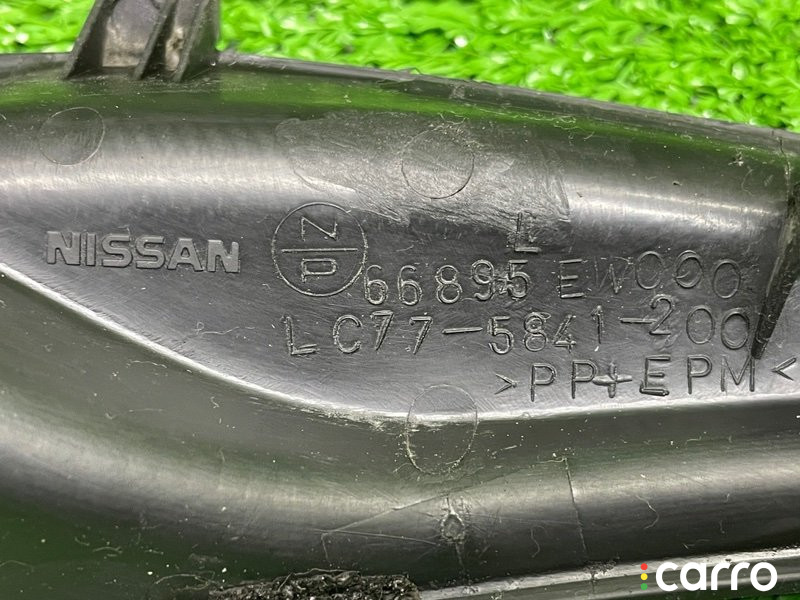 NISSAN
N
P
L
66895 EW000
LC77-5841-200
>PP+EPM<
carro